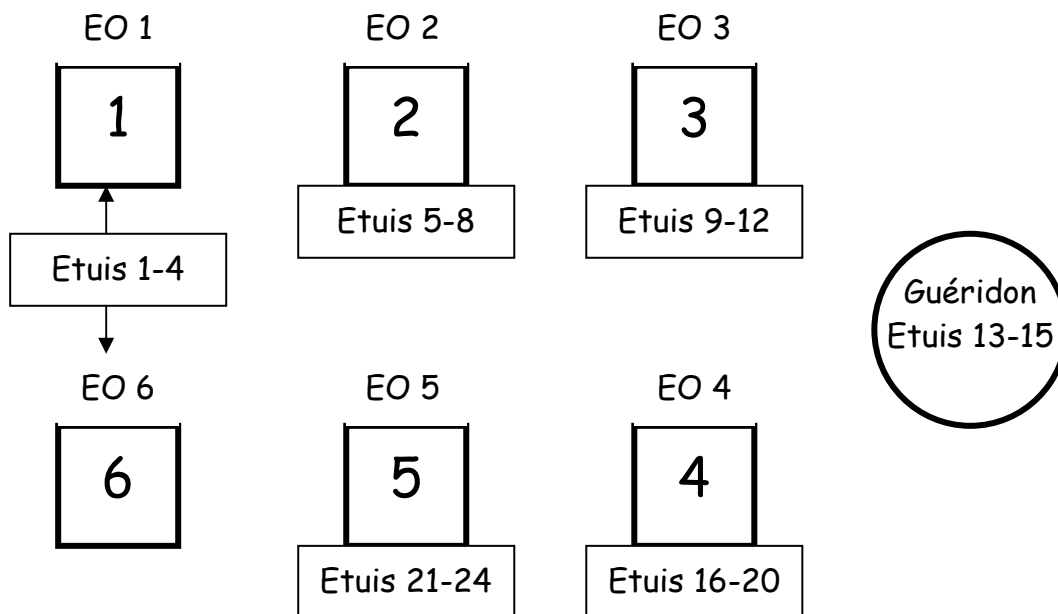 EO 1
EO 2
EO 3
1
2
3
Etuis 1-4
Etuis 5-8
Etuis 9-12
Guéridon
Etuis 13-15
EO 6
EO 5
EO 4
6
5
4
Etuis 21-24
Etuis 16-20